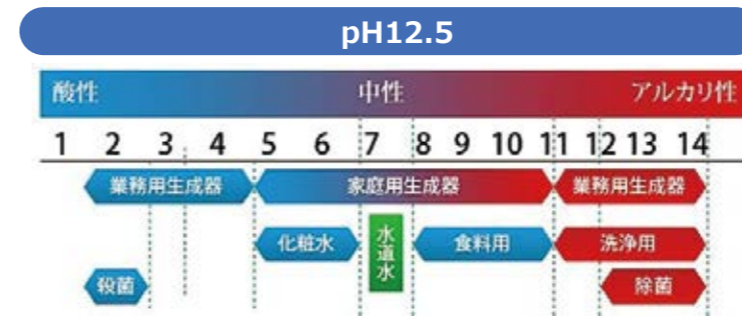 pH12.5
酸性 中性 アルカリ性
1 2 3 4 5 6 7 8 9 10 11 12 13 14
業務用生成器 家庭用生成器 業務用生成器
化粧水 水道水 食料用 洗浄用
殺菌 除菌